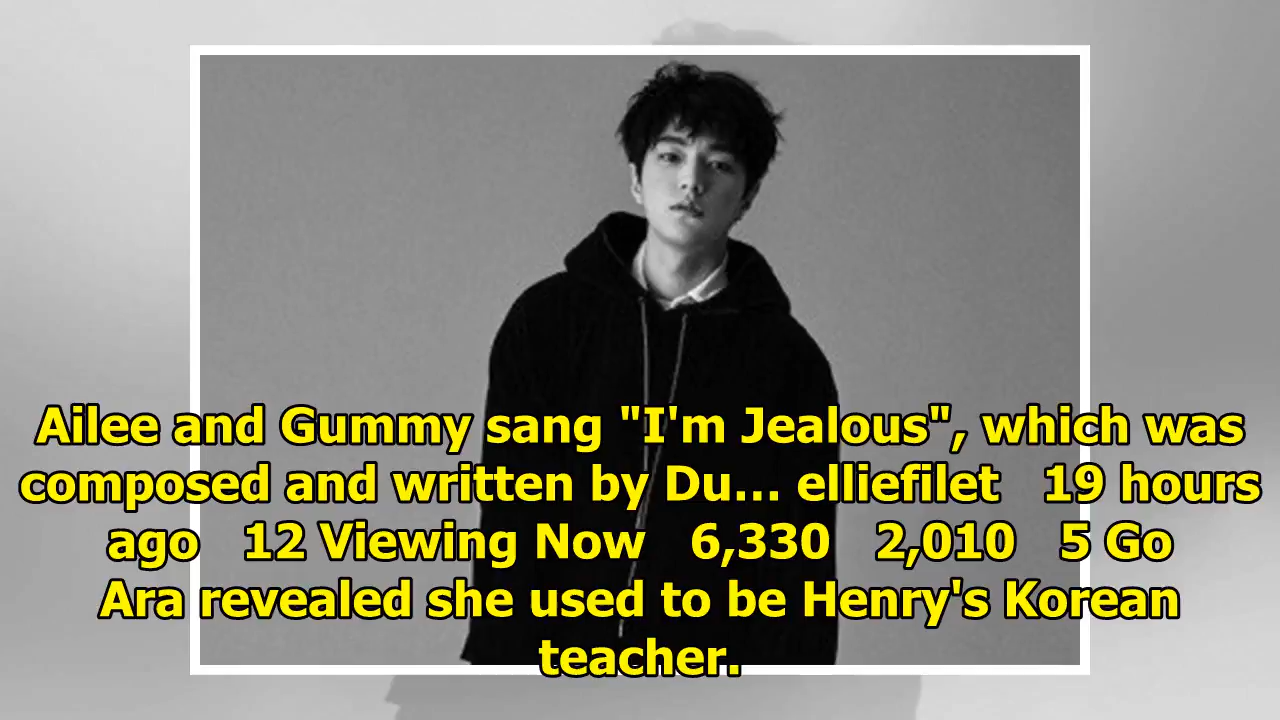 Ailee and Gummy sang "I'm Jealous", which was
composed and written by Du... elliefilet 19 hours
ago 12 Viewing Now 6,330 2,010 5 Go
Ara revealed she used to be Henry's Korean
teacher.